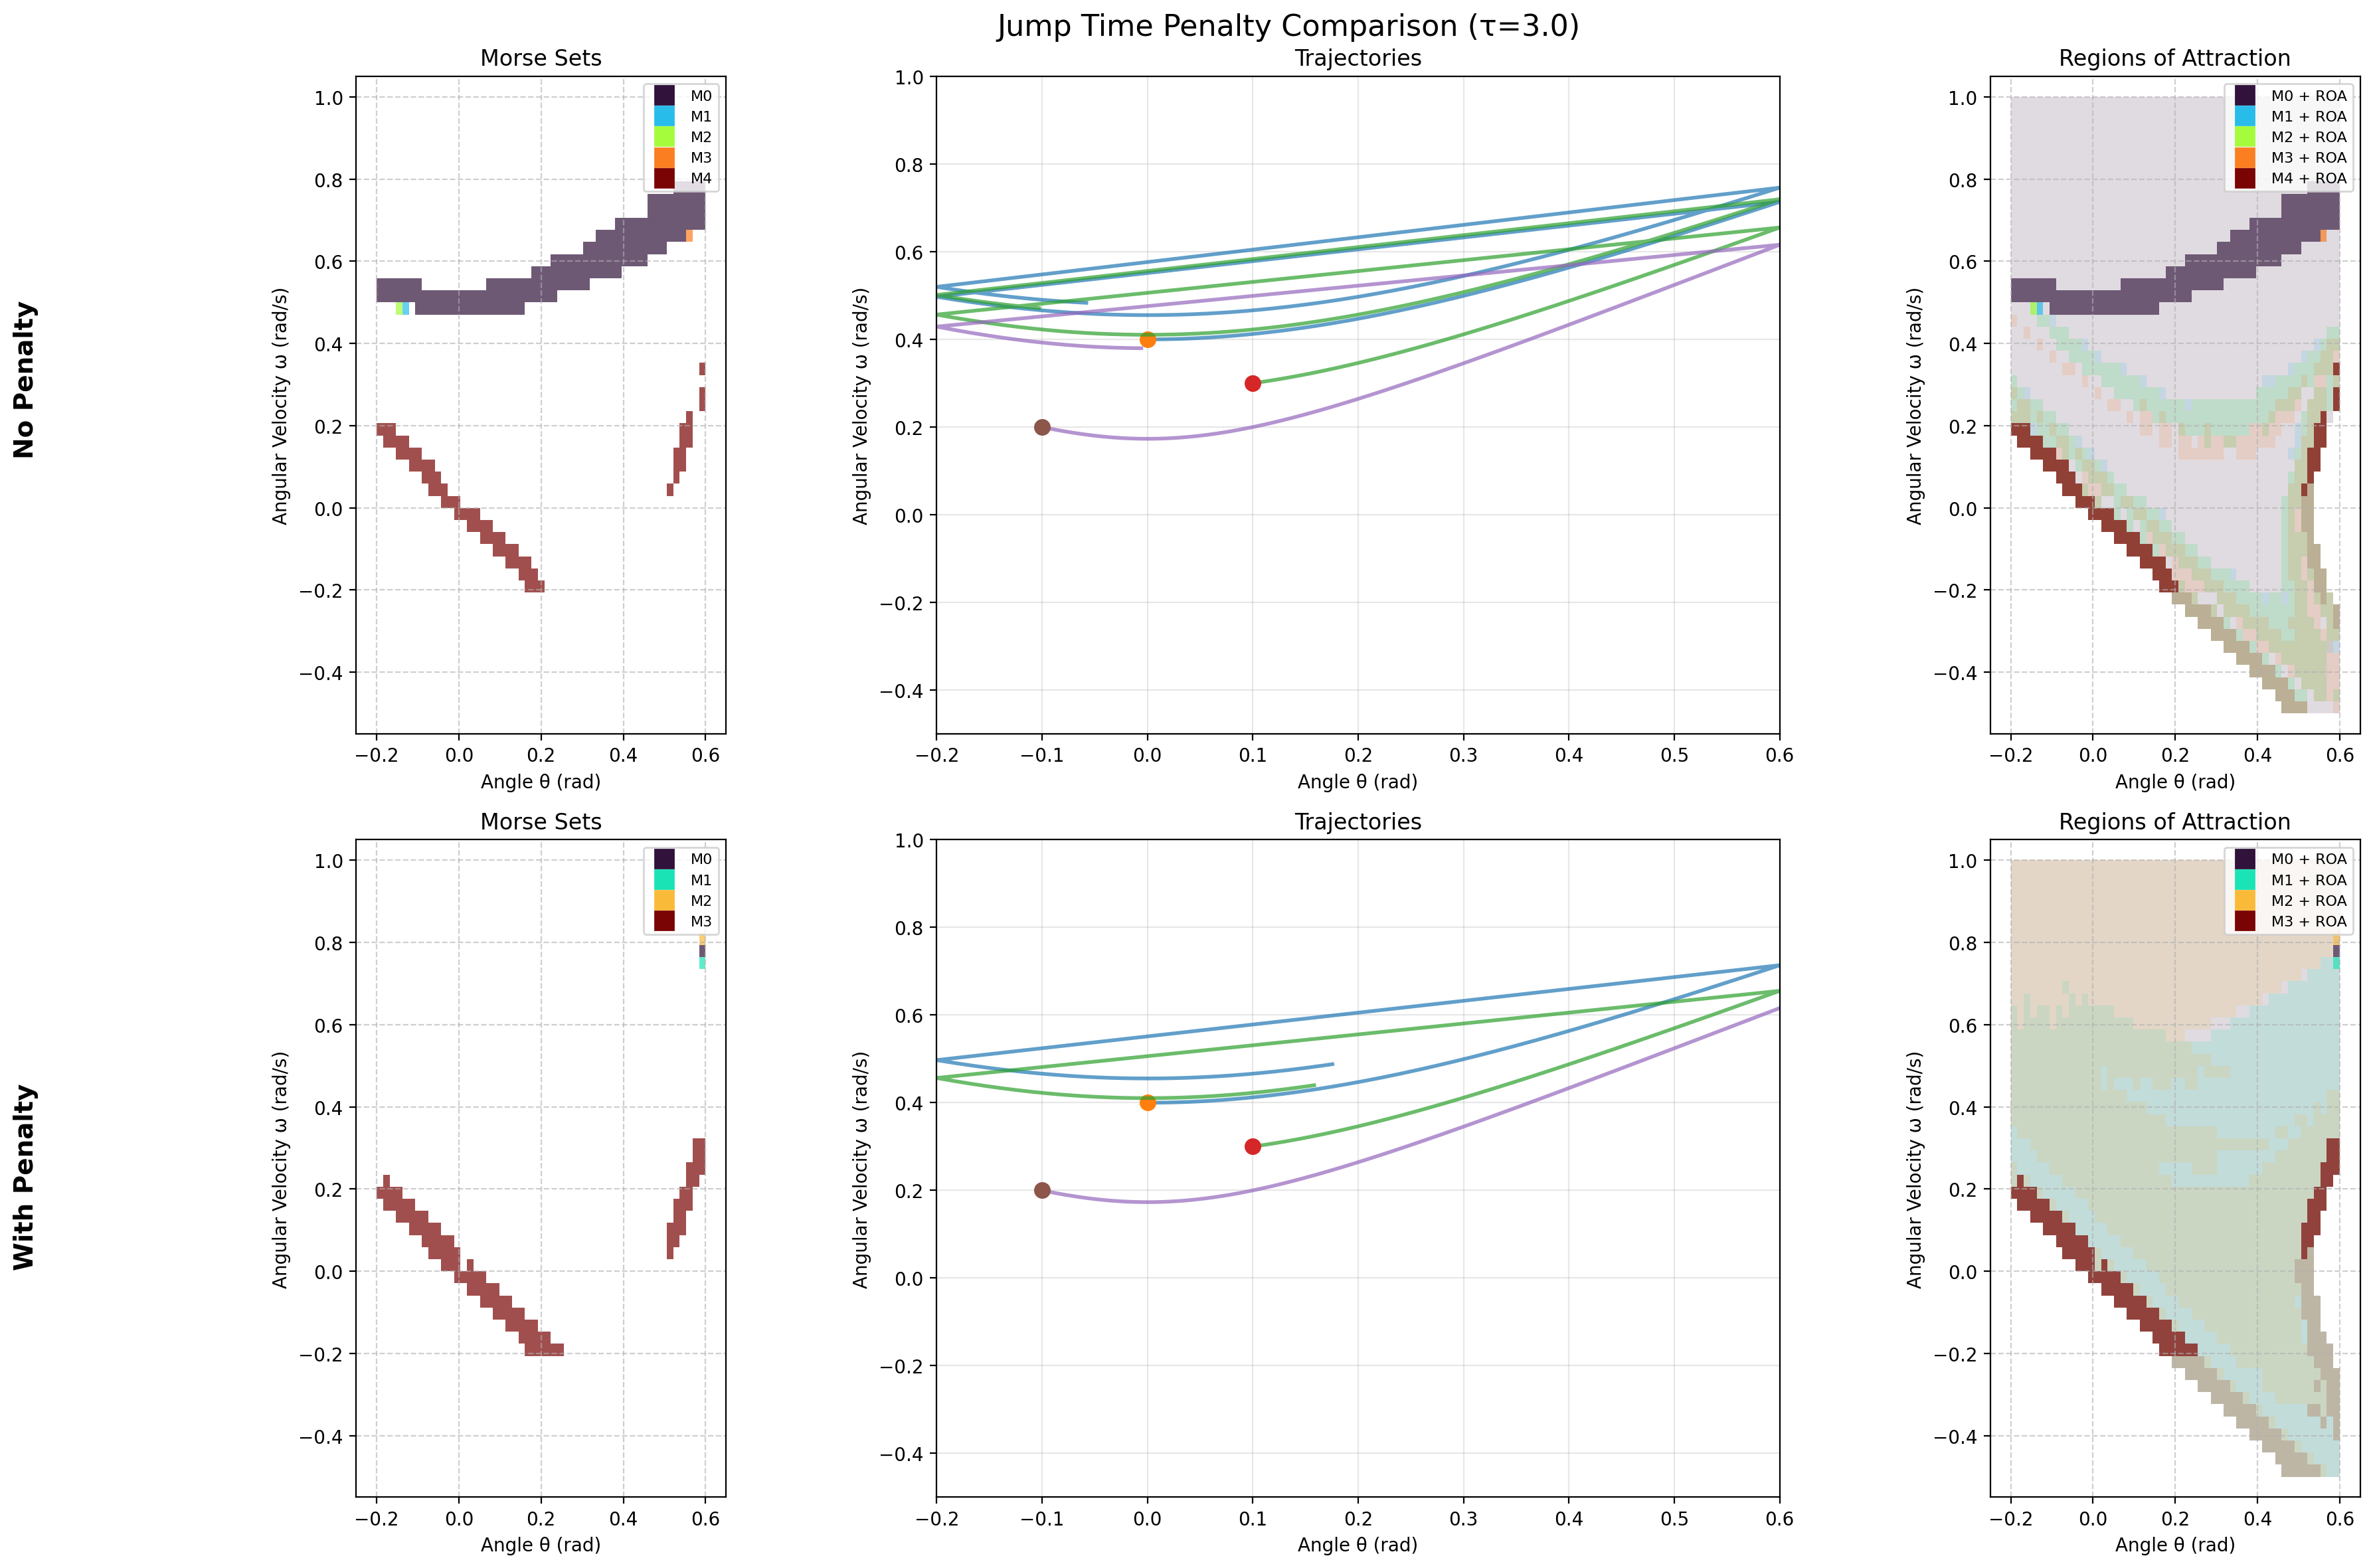 Jump Time Penalty Comparison (τ=3.0)
No Penalty
Morse Sets
Angular Velocity ω (rad/s)
1.0
0.8
0.6
0.4
0.2
0.0
−0.2
−0.4
M0
M1
M2
M3
M4
−0.2 0.0 0.2 0.4 0.6
Angle θ (rad)
Trajectories
Angular Velocity ω (rad/s)
1.0
0.8
0.6
0.4
0.2
0.0
−0.2
−0.4
−0.2 −0.1 0.0 0.1 0.2 0.3 0.4 0.5 0.6
Angle θ (rad)
Regions of Attraction
Angular Velocity ω (rad/s)
1.0
0.8
0.6
0.4
0.2
0.0
−0.2
−0.4
M0 + ROA
M1 + ROA
M2 + ROA
M3 + ROA
M4 + ROA
−0.2 0.0 0.2 0.4 0.6
Angle θ (rad)
With Penalty
Morse Sets
Angular Velocity ω (rad/s)
1.0
0.8
0.6
0.4
0.2
0.0
−0.2
−0.4
M0
M1
M2
M3
−0.2 0.0 0.2 0.4 0.6
Angle θ (rad)
Trajectories
Angular Velocity ω (rad/s)
1.0
0.8
0.6
0.4
0.2
0.0
−0.2
−0.4
−0.2 −0.1 0.0 0.1 0.2 0.3 0.4 0.5 0.6
Angle θ (rad)
Regions of Attraction
Angular Velocity ω (rad/s)
1.0
0.8
0.6
0.4
0.2
0.0
−0.2
−0.4
M0 + ROA
M1 + ROA
M2 + ROA
M3 + ROA
−0.2 0.0 0.2 0.4 0.6
Angle θ (rad)